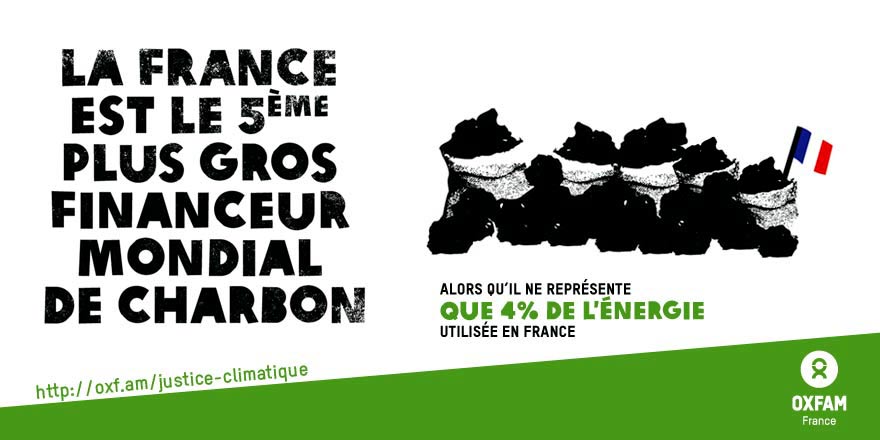 LA FRANCE
EST LE 5ÈME
PLUS GROS
FINANCEUR
MONDIAL
DE CHARBON
ALORS QU'IL NE REPRÉSENTE
QUE 4% DE L'ÉNERGIE
UTILISÉE EN FRANCE
http://oxf.am/justice-climatique
OXFAM
France